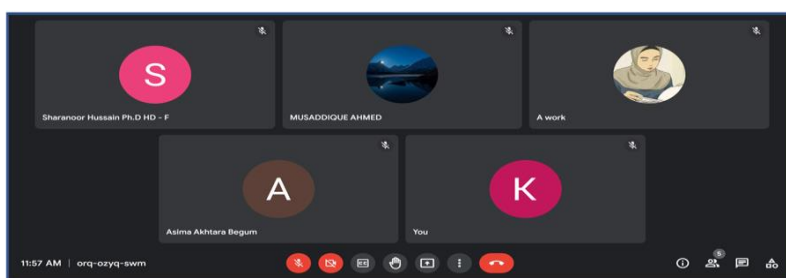 S
Sharanoor Hussain Ph.D HD - F
MUSADDIQUE AHMED
A work
A
Asima Akhtara Begum
K
You
11:57 AM | orq-ozyq-swm
5